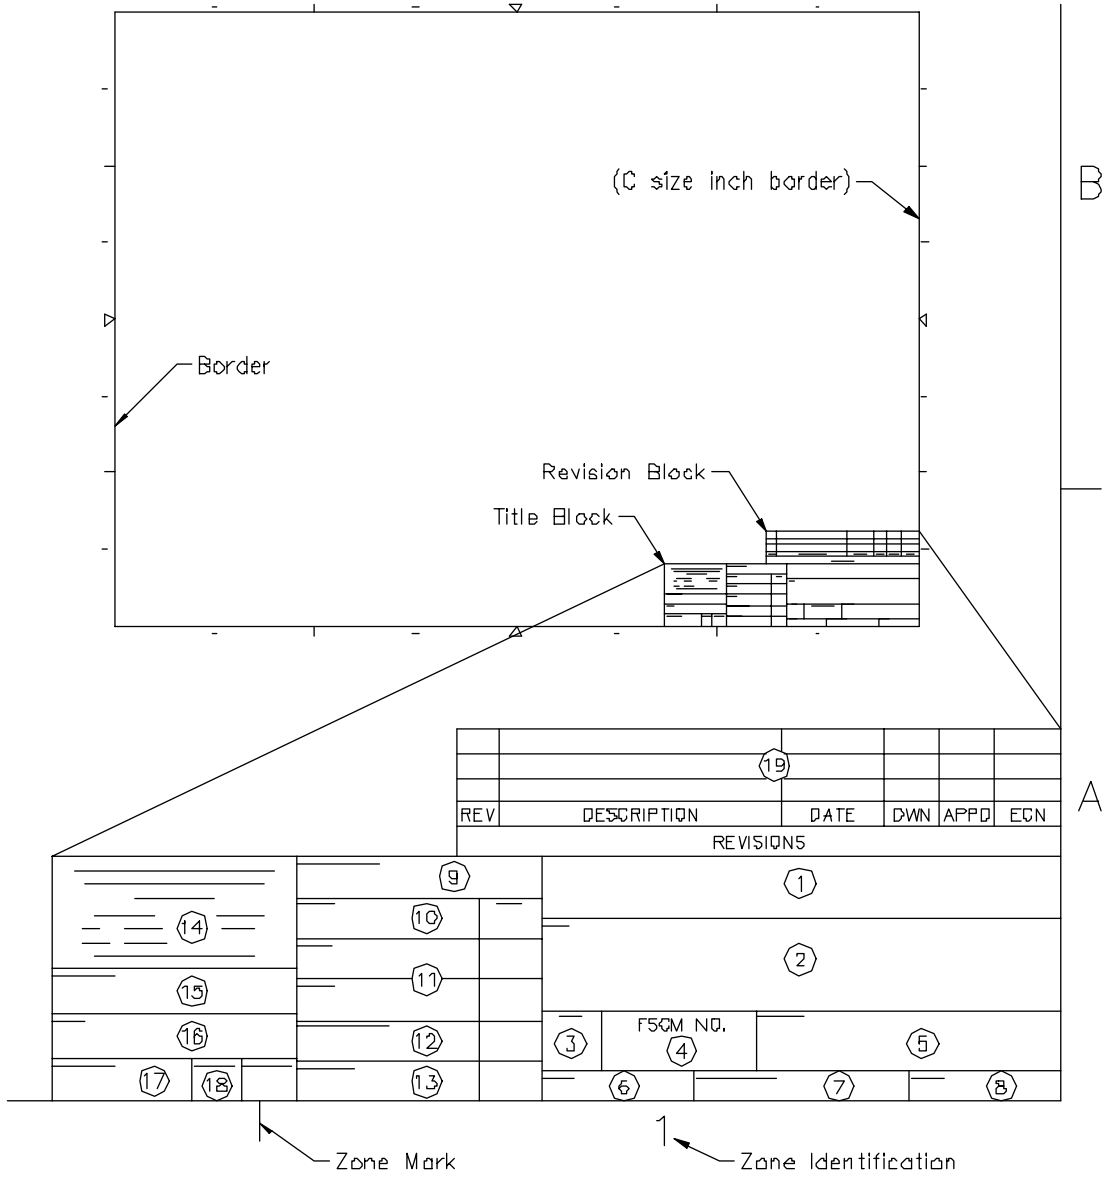 B
(C size inch border)
Border
Revision Block
Title Block
19
A
REV DESCRIPTION DATE DWN APPD ECN
REVISIONS
9
1
10
14
2
11
15
FSCM NO.
16
12
3
4
5
17
18
13
6
7
8
1
Zone Mark
Zone Identification